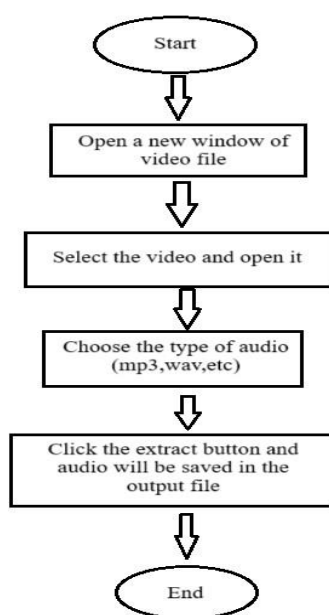 Start
Open a new window of
video file
Select the video and open it
Choose the type of audio
(mp3,wav,etc)
Click the extract button and
audio will be saved in the
output file
End